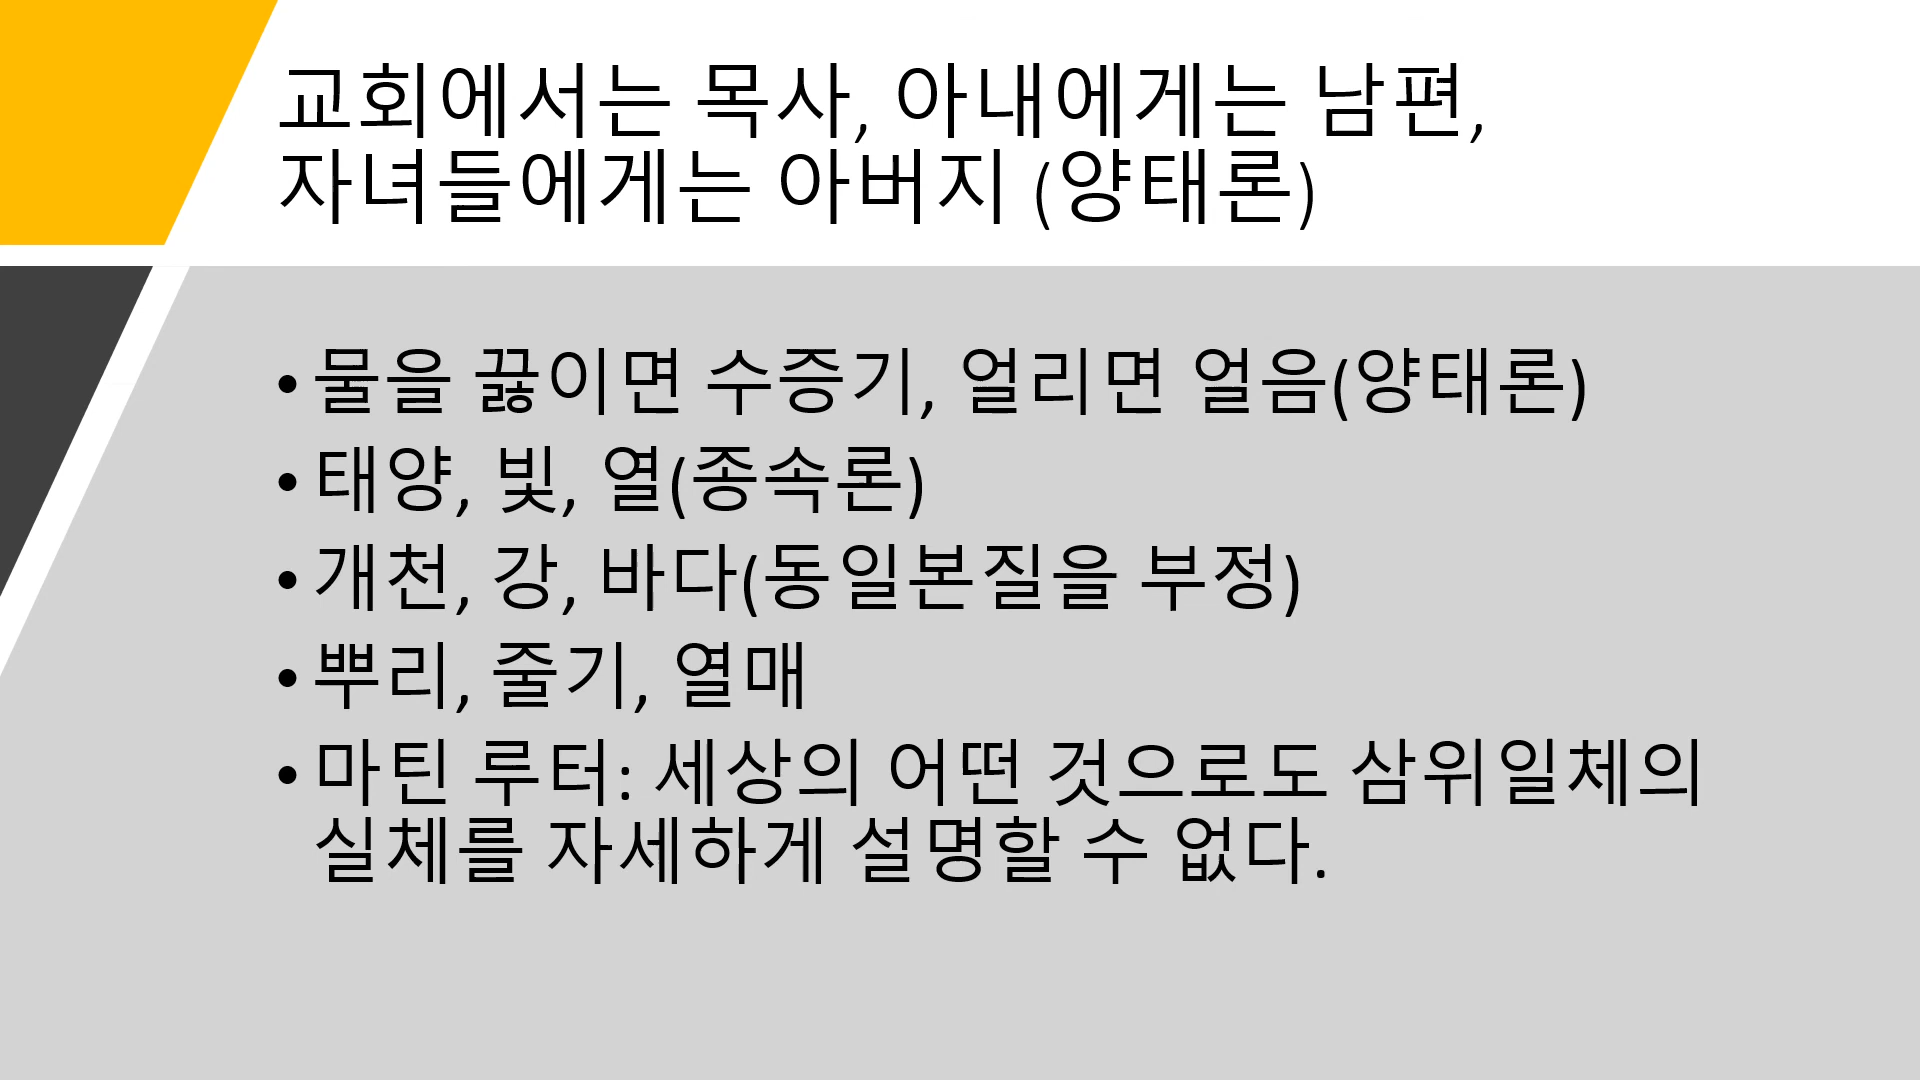 교회에서는 목사, 아내에게는 남편,
자녀들에게는 아버지 (양태론)
• 물을 끓이면 수증기, 얼리면 얼음(양태론)
• 태양, 빛, 열(종속론)
• 개천, 강, 바다(동일본질을 부정)
• 뿌리, 줄기, 열매
• 마틴 루터: 세상의 어떤 것으로도 삼위일체의
실체를 자세하게 설명할 수 없다.